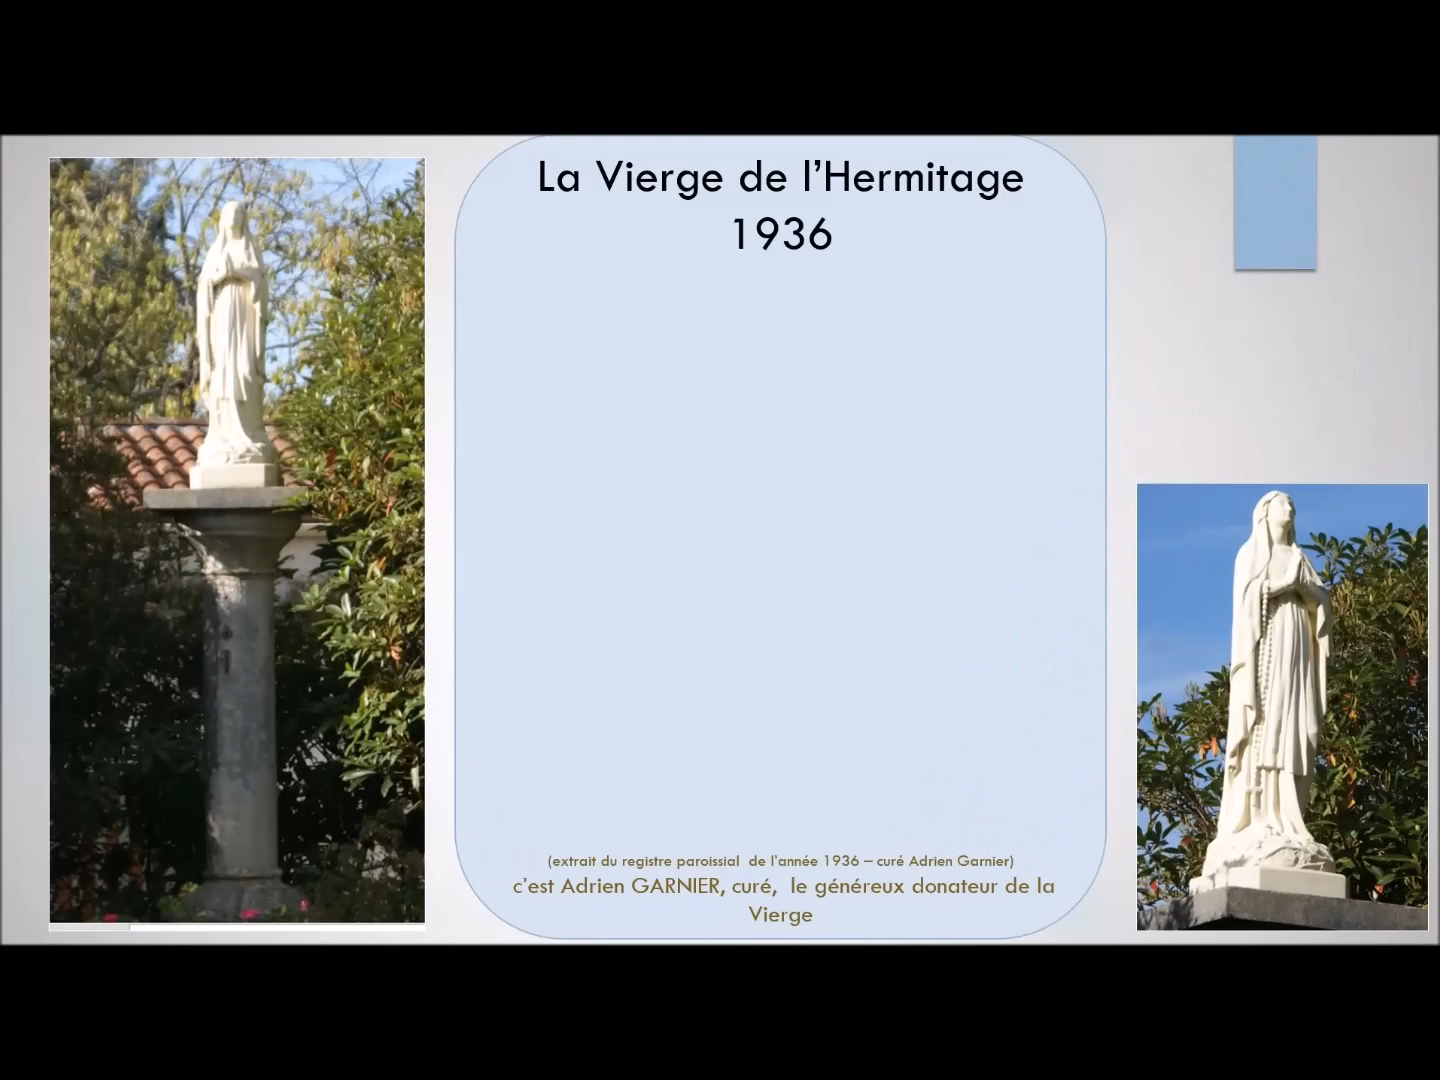 La Vierge de l’Hermitage
1936
(extrait du registre paroissial  de l’année 1936 – curé Adrien Garnier)
c’est Adrien GARNIER, curé,  le généreux donateur de la
Vierge